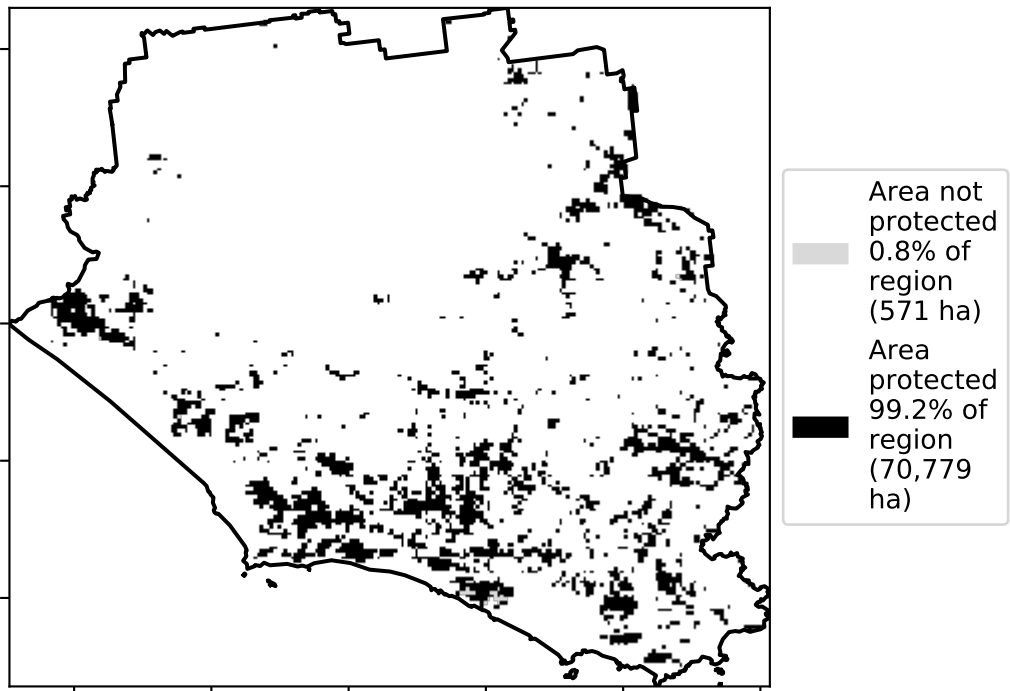 Area not
protected
0.8% of
region
(571 ha)
Area
protected
99.2% of
region
(70,779
ha)